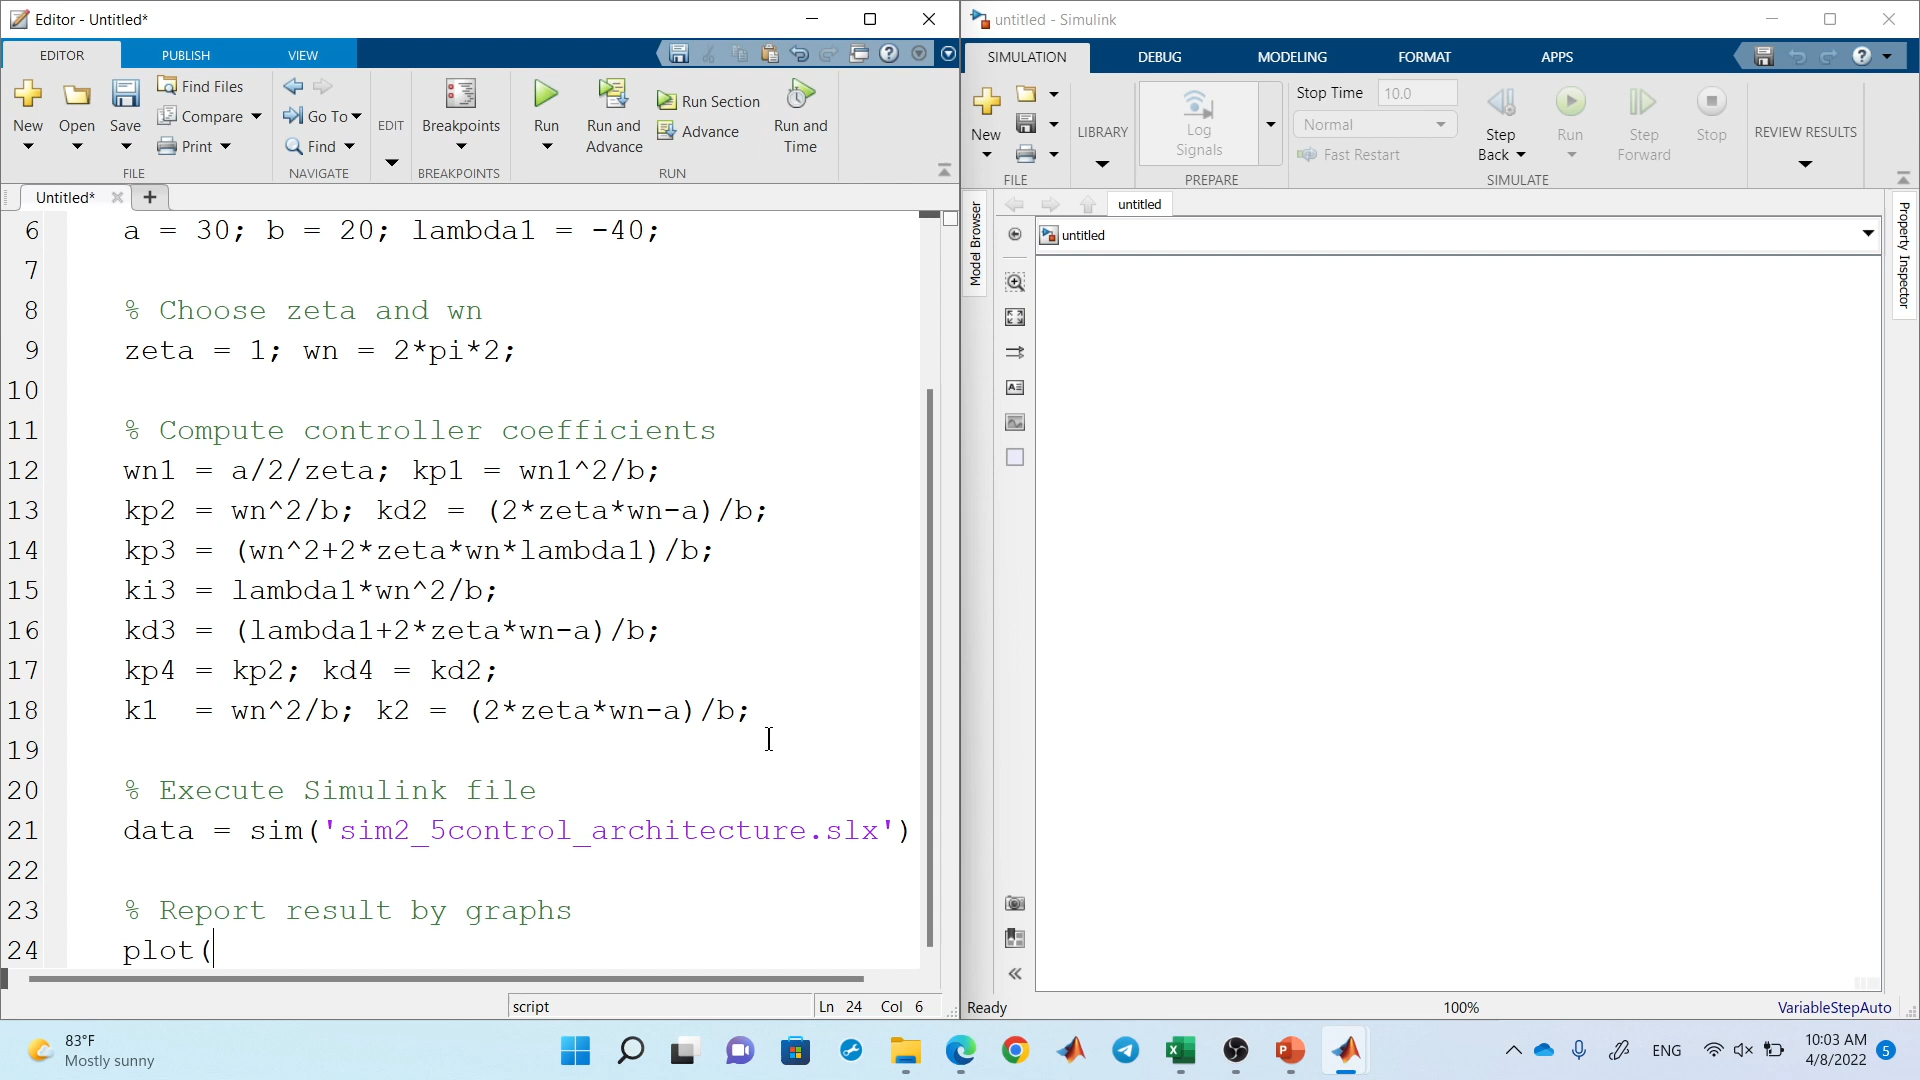 Editor - Untitled*
EDITOR PUBLISH VIEW
New Open Save Find Files Compare Print
FILE
Go To Find
NAVIGATE
EDIT
Breakpoints
BREAKPOINTS
Run Run and Advance Run Section Advance Run and Time
RUN
Untitled*
6 a = 30; b = 20; lambda1 = -40;
7
8 % Choose zeta and wn
9 zeta = 1; wn = 2*pi*2;
10
11 % Compute controller coefficients
12 wn1 = a/2/zeta; kp1 = wn1^2/b;
13 kp2 = wn^2/b; kd2 = (2*zeta*wn-a)/b;
14 kp3 = (wn^2+2*zeta*wn*lambda1)/b;
15 ki3 = lambda1*wn^2/b;
16 kd3 = (lambda1+2*zeta*wn-a)/b;
17 kp4 = kp2; kd4 = kd2;
18 k1  = wn^2/b; k2 = (2*zeta*wn-a)/b;
19
20 % Execute Simulink file
21 data = sim('sim2_5control_architecture.slx')
22
23 % Report result by graphs
24 plot(
script Ln 24 Col 6
untitled - Simulink
SIMULATION DEBUG MODELING FORMAT APPS
New
FILE
LIBRARY
Log Signals
PREPARE
Stop Time 10.0
Normal
Fast Restart
Step Back Run Step Forward Stop
SIMULATE
REVIEW RESULTS
Model Browser
untitled
untitled
Property Inspector
Ready 100% VariableStepAuto
83°F
Mostly sunny
ENG
10:03 AM
4/8/2022
5